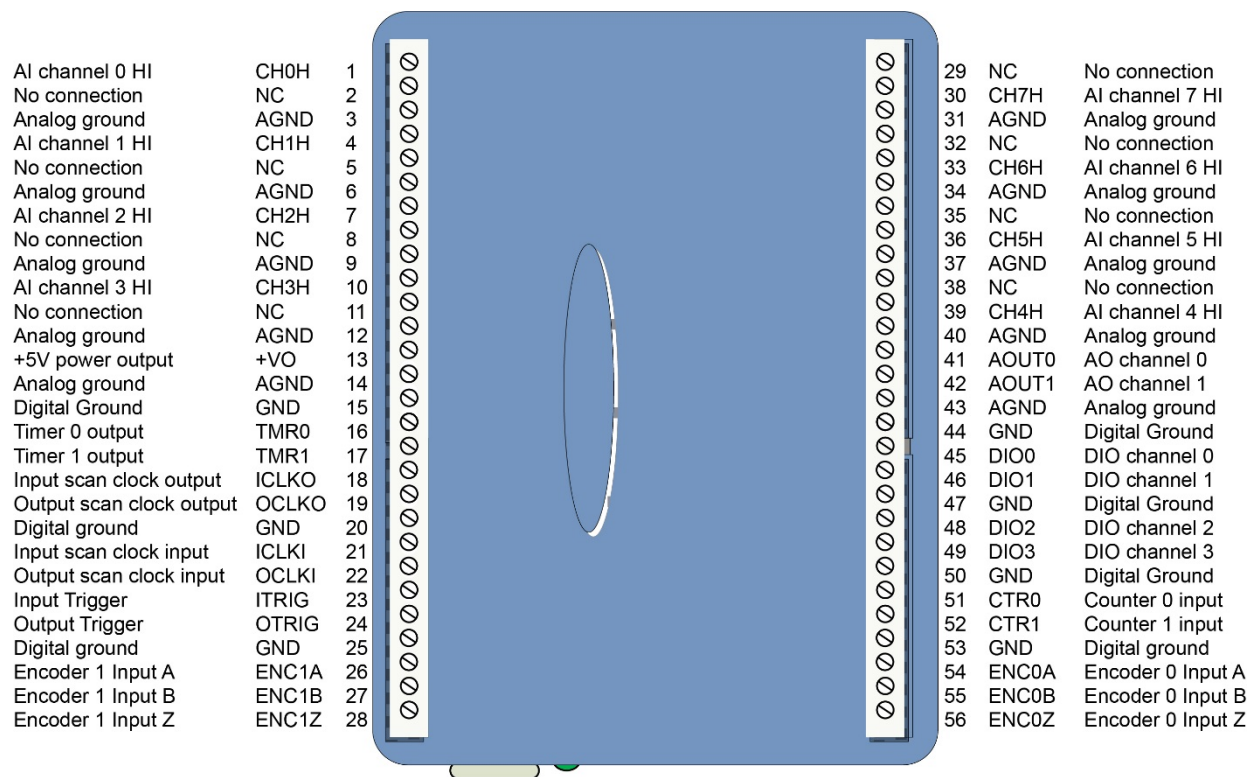 AI channel 0 HI CH0H 1
No connection NC 2
Analog ground AGND 3
AI channel 1 HI CH1H 4
No connection NC 5
Analog ground AGND 6
AI channel 2 HI CH2H 7
No connection NC 8
Analog ground AGND 9
AI channel 3 HI CH3H 10
No connection NC 11
Analog ground AGND 12
+5V power output +VO 13
Analog ground AGND 14
Digital Ground GND 15
Timer 0 output TMR0 16
Timer 1 output TMR1 17
Input scan clock output ICLKO 18
Output scan clock output OCLKO 19
Digital ground GND 20
Input scan clock input ICLKI 21
Output scan clock input OCLKI 22
Input Trigger ITRIG 23
Output Trigger OTRIG 24
Digital ground GND 25
Encoder 1 Input A ENC1A 26
Encoder 1 Input B ENC1B 27
Encoder 1 Input Z ENC1Z 28
29 NC No connection
30 CH7H AI channel 7 HI
31 AGND Analog ground
32 NC No connection
33 CH6H AI channel 6 HI
34 AGND Analog ground
35 NC No connection
36 CH5H AI channel 5 HI
37 AGND Analog ground
38 NC No connection
39 CH4H AI channel 4 HI
40 AGND Analog ground
41 AOUT0 AO channel 0
42 AOUT1 AO channel 1
43 AGND Analog ground
44 GND Digital Ground
45 DIO0 DIO channel 0
46 DIO1 DIO channel 1
47 GND Digital Ground
48 DIO2 DIO channel 2
49 DIO3 DIO channel 3
50 GND Digital Ground
51 CTR0 Counter 0 input
52 CTR1 Counter 1 input
53 GND Digital ground
54 ENC0A Encoder 0 Input A
55 ENC0B Encoder 0 Input B
56 ENC0Z Encoder 0 Input Z